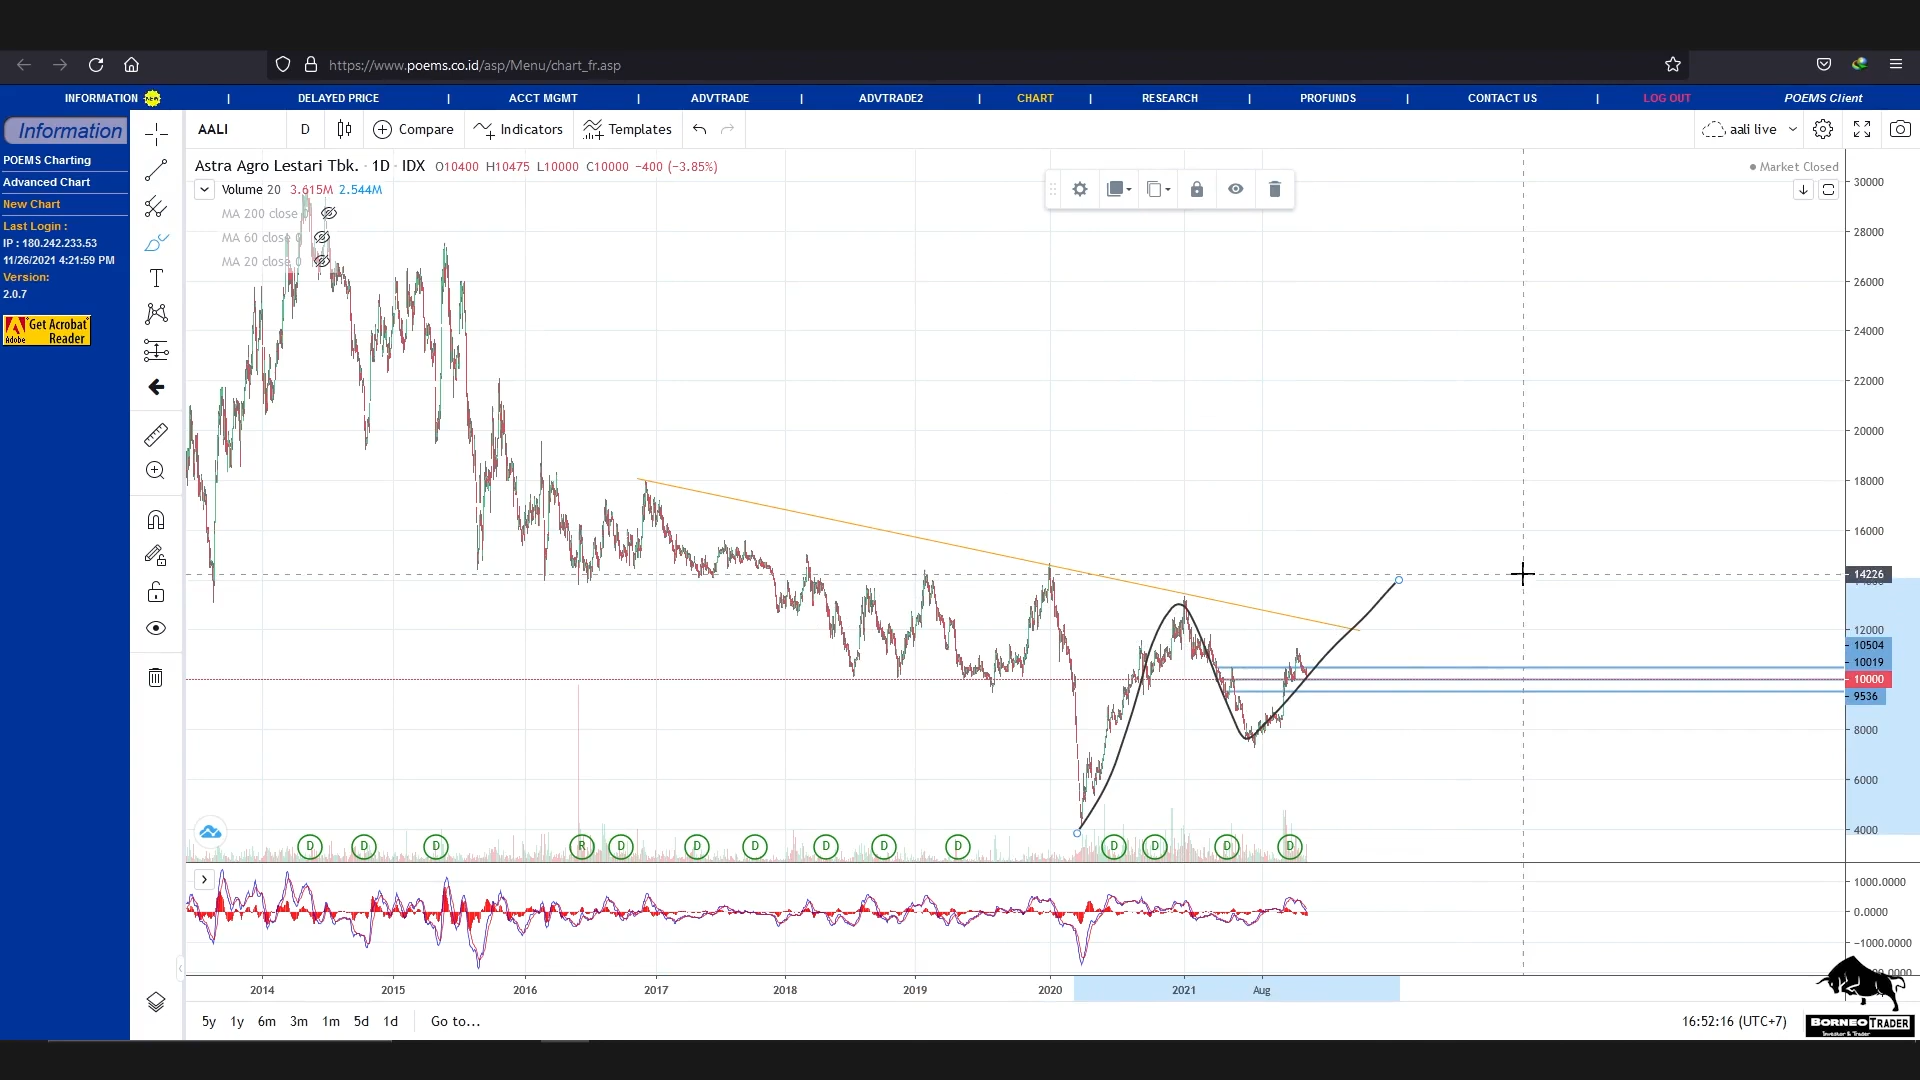 https://www.poems.co.id/asp/Menu/chart_fr.asp
INFORMATION NEW | DELAYED PRICE | ACCT MGMT | ADVTRADE | ADVTRADE2 | CHART | RESEARCH | PROFUNDS | CONTACT US | LOG OUT POEMS Client
Information
POEMS Charting
Advanced Chart
New Chart
Last Login :
IP : 180.242.233.53
11/26/2021 4:21:59 PM
Version:
2.0.7
Get Acrobat
Adobe Reader
AALI D Compare Indicators Templates aali live
Astra Agro Lestari Tbk. · 1D · IDX O10400 H10475 L10000 C10000 −400 (−3.85%)
Market Closed
Volume 20 3.615M 2.544M
MA 200 close 0
MA 60 close 0
MA 20 close 0
30000
28000
26000
24000
22000
20000
18000
16000
14226
12000
10504
10019
10000
9536
8000
6000
4000
D D D R D D D D D D D D D D
1000.0000
0.0000
−1000.0000
2014 2015 2016 2017 2018 2019 2020 2021 Aug
5y 1y 6m 3m 1m 5d 1d Go to...
16:52:16 (UTC+7)
BORNEO TRADER
Investor & Trader